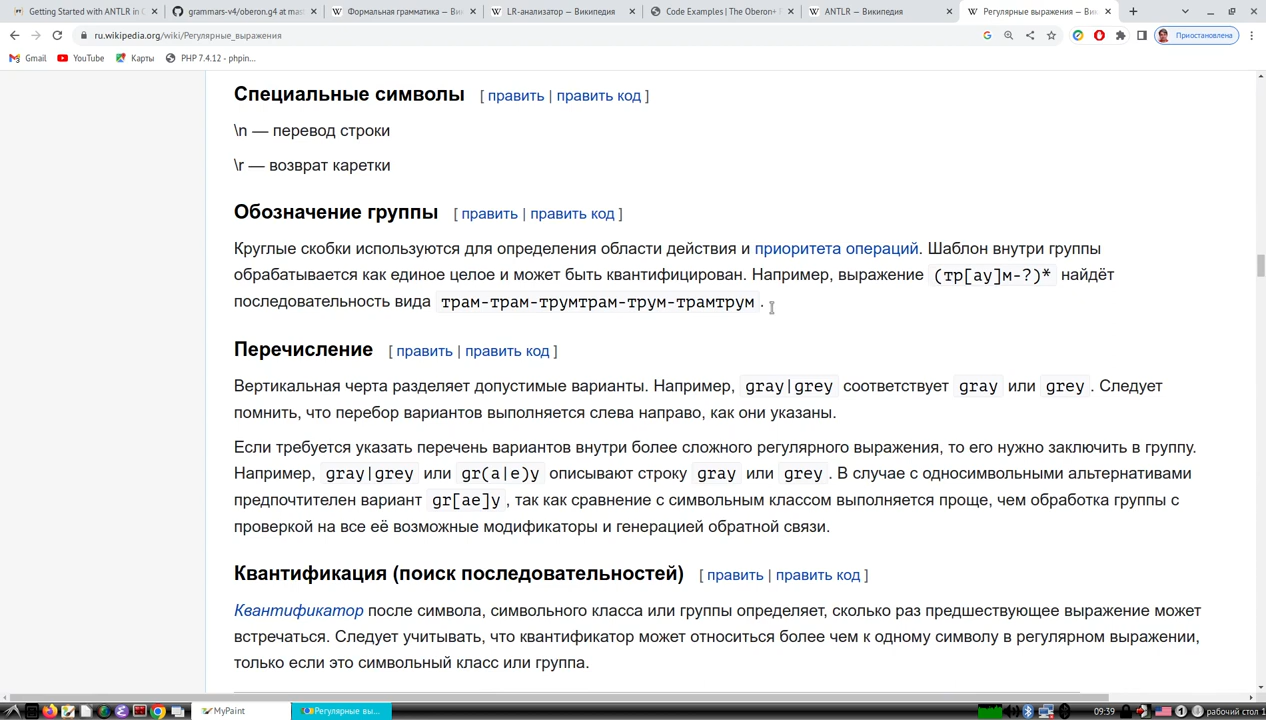 Getting Started with ANTLR in C
grammars-v4/oberon.g4 at mas
Формальная грамматика — Ви
LR-анализатор — Википедия
Code Examples | The Oberon+
ANTLR — Википедия
Регулярные выражения — Ви
ru.wikipedia.org/wiki/Регулярные_выражения
Приостановлена
Gmail
YouTube
Карты
PHP 7.4.12 - phpin...
Специальные символы [ править | править код ]
\n — перевод строки
\r — возврат каретки
Обозначение группы [ править | править код ]
Круглые скобки используются для определения области действия и приоритета операций. Шаблон внутри группы
обрабатывается как единое целое и может быть квантифицирован. Например, выражение (тр[ау]м-?)* найдёт
последовательность вида трам-трам-трумтрам-трум-трамтрум.
Перечисление [ править | править код ]
Вертикальная черта разделяет допустимые варианты. Например, gray|grey соответствует gray или grey. Следует
помнить, что перебор вариантов выполняется слева направо, как они указаны.
Если требуется указать перечень вариантов внутри более сложного регулярного выражения, то его нужно заключить в группу.
Например, gray|grey или gr(a|e)y описывают строку gray или grey. В случае с односимвольными альтернативами
предпочтителен вариант gr[ae]y, так как сравнение с символьным классом выполняется проще, чем обработка группы с
проверкой на все её возможные модификаторы и генерацией обратной связи.
Квантификация (поиск последовательностей) [ править | править код ]
Квантификатор после символа, символьного класса или группы определяет, сколько раз предшествующее выражение может
встречаться. Следует учитывать, что квантификатор может относиться более чем к одному символу в регулярном выражении,
только если это символьный класс или группа.
MyPaint
Регулярные вы...
09:39
рабочий стол 1